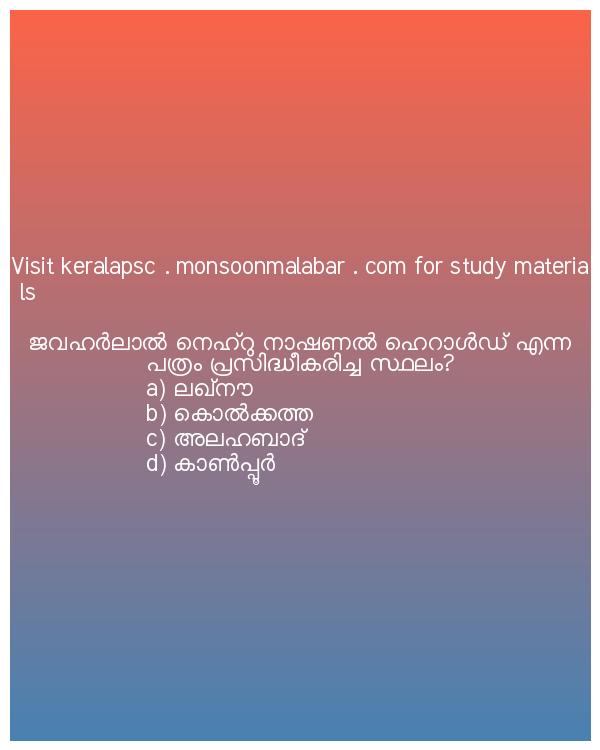 Visit keralapsc . monsoonmalabar . com for study materia
ls
ജവഹർലാൽ നെഹ്റു നാഷണൽ ഹെറാൾഡ് എന്ന
പത്രം പ്രസിദ്ധീകരിച്ച സ്ഥലം?
a) ലഖ്നൗ
b) കൊൽക്കത്ത
c) അലഹബാദ്
d) കാൺപ്പൂർ